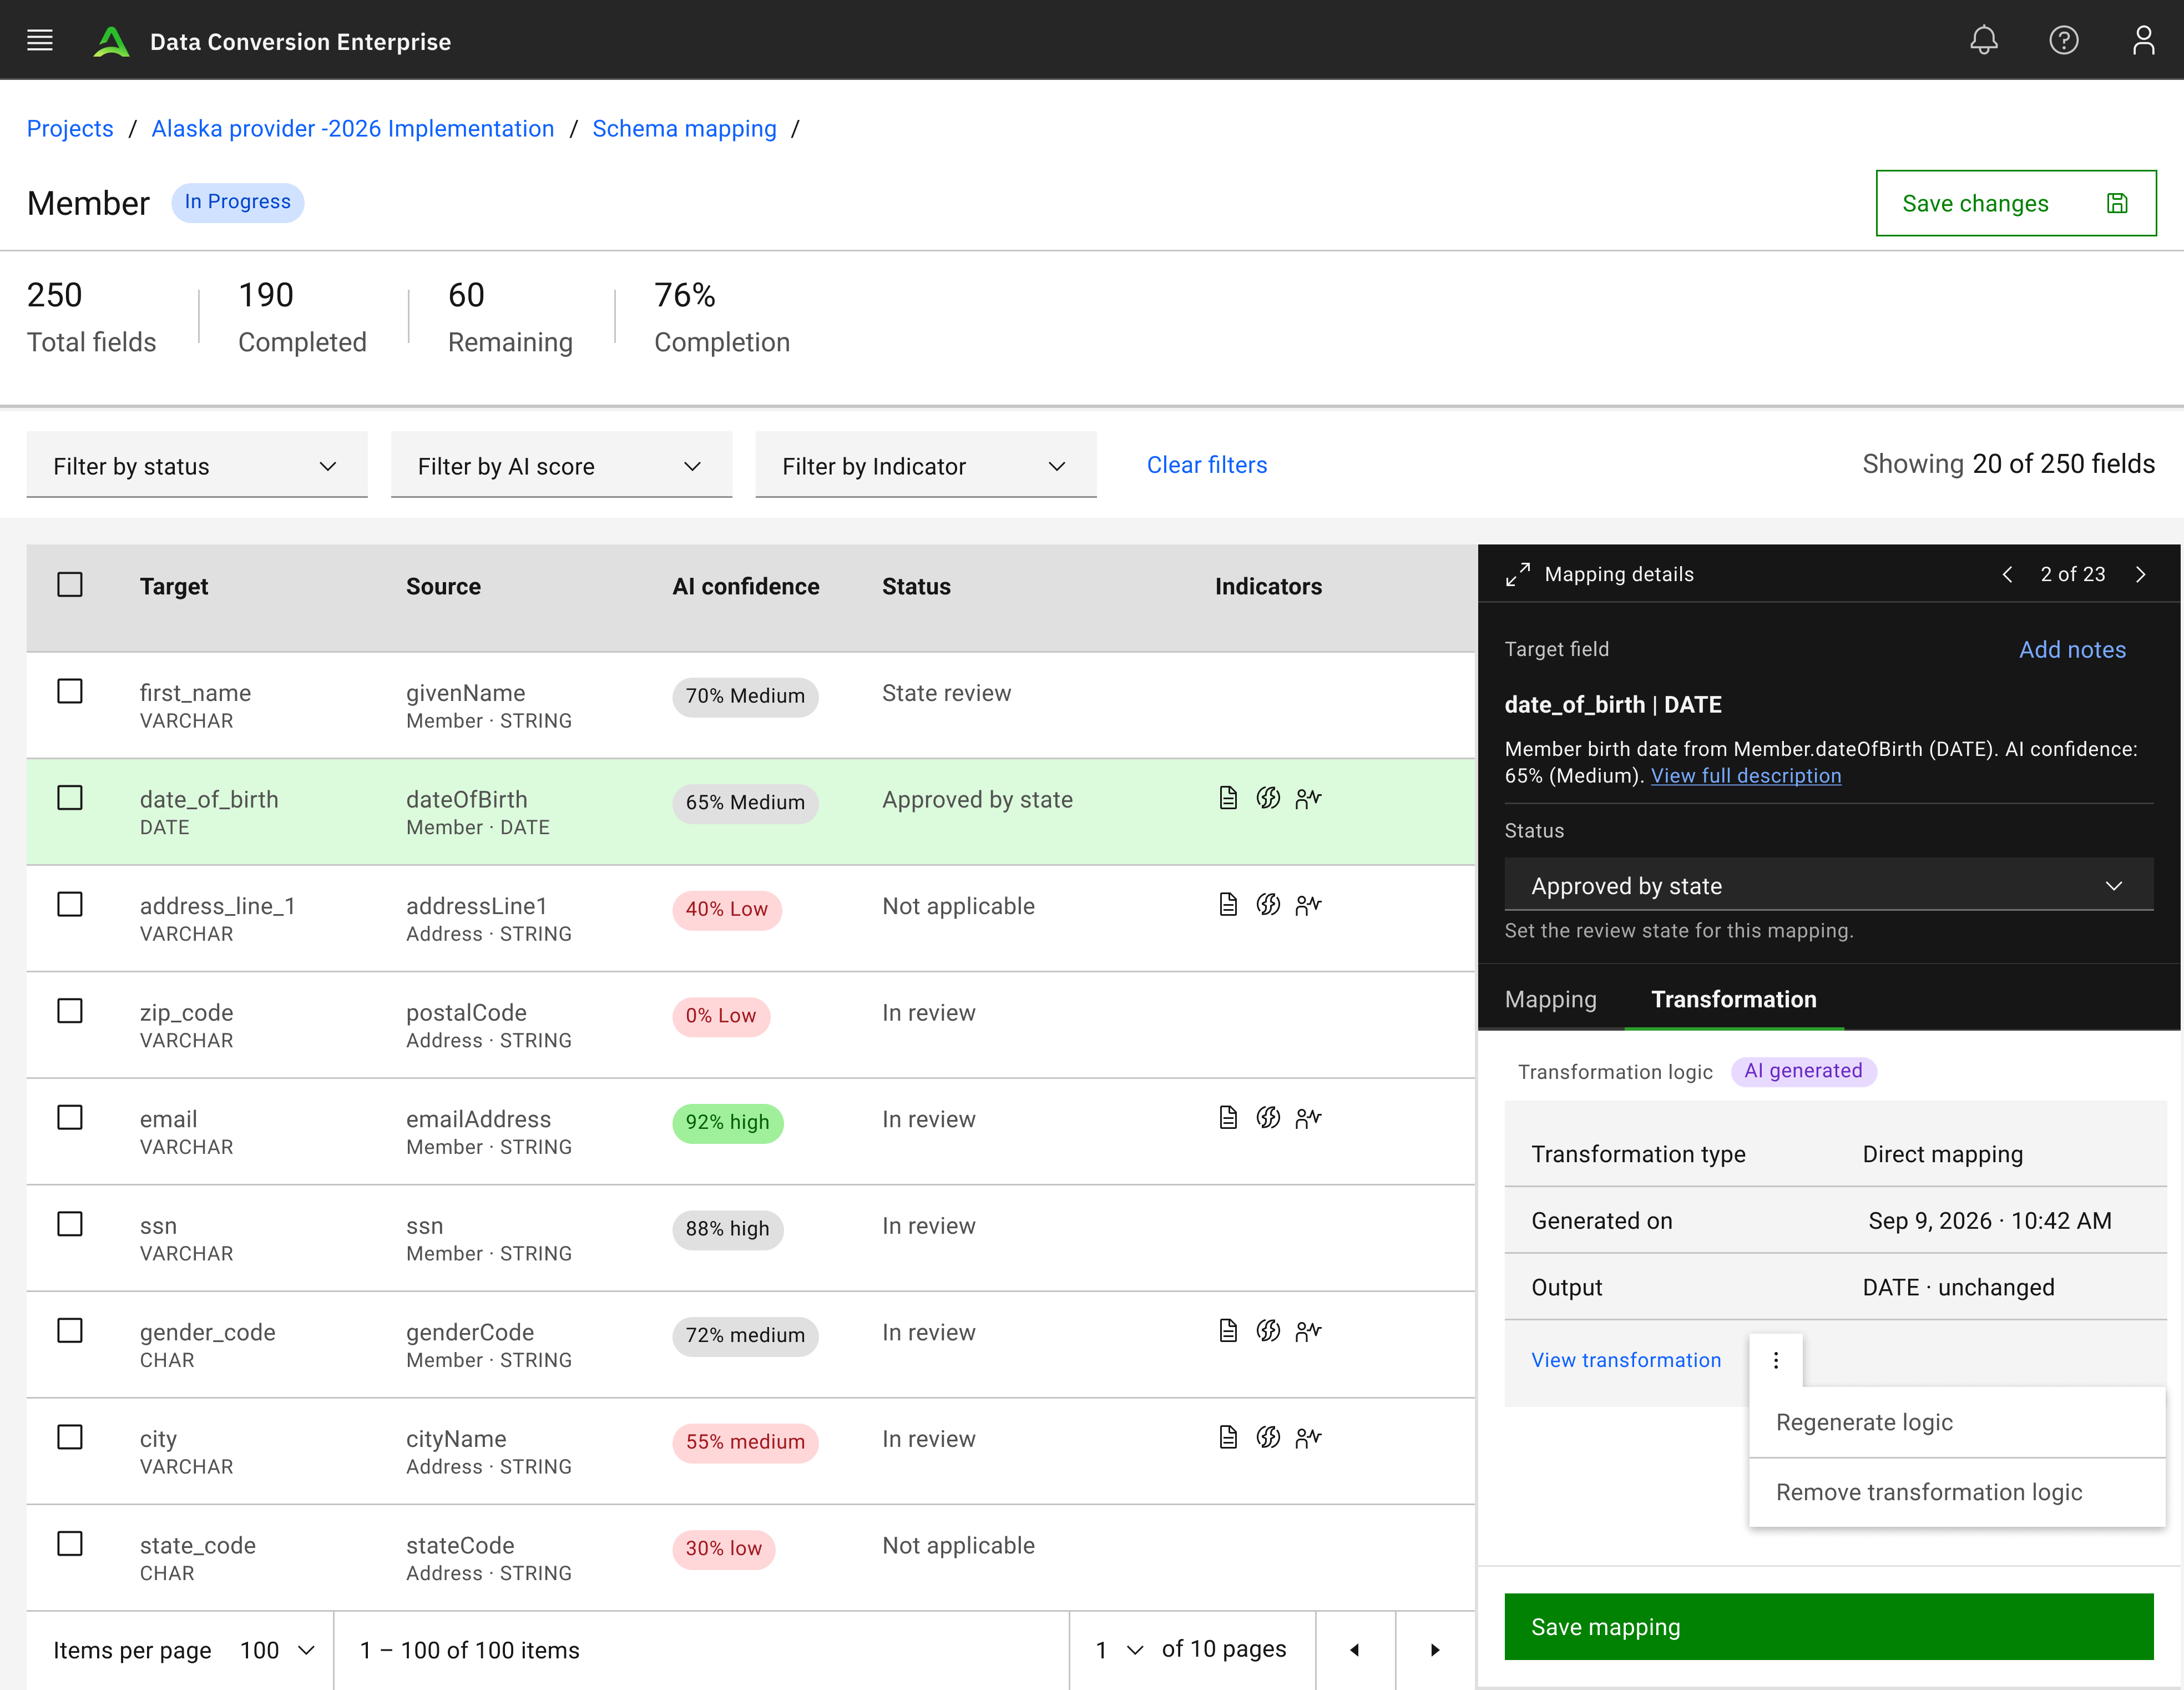 Data Conversion Enterprise
Projects / Alaska provider -2026 Implementation / Schema mapping /
Member In Progress
Save changes
250 190 60 76%
Total fields Completed Remaining Completion
Filter by status Filter by AI score Filter by Indicator Clear filters
Showing 20 of 250 fields
Target Source AI confidence Status Indicators
first_name givenName 70% Medium State review
VARCHAR Member · STRING
date_of_birth dateOfBirth 65% Medium Approved by state
DATE Member · DATE
address_line_1 addressLine1 40% Low Not applicable
VARCHAR Address · STRING
zip_code postalCode 0% Low In review
VARCHAR Address · STRING
email emailAddress 92% high In review
VARCHAR Member · STRING
ssn ssn 88% high In review
VARCHAR Member · STRING
gender_code genderCode 72% medium In review
CHAR Member · STRING
city cityName 55% medium In review
VARCHAR Address · STRING
state_code stateCode 30% low Not applicable
CHAR Address · STRING
Items per page 100 1 – 100 of 100 items 1 of 10 pages
Mapping details 2 of 23
Target field Add notes
date_of_birth | DATE
Member birth date from Member.dateOfBirth (DATE). AI confidence:
65% (Medium). View full description
Status
Approved by state
Set the review state for this mapping.
Mapping Transformation
Transformation logic AI generated
Transformation type Direct mapping
Generated on Sep 9, 2026 · 10:42 AM
Output DATE · unchanged
View transformation
Regenerate logic
Remove transformation logic
Save mapping